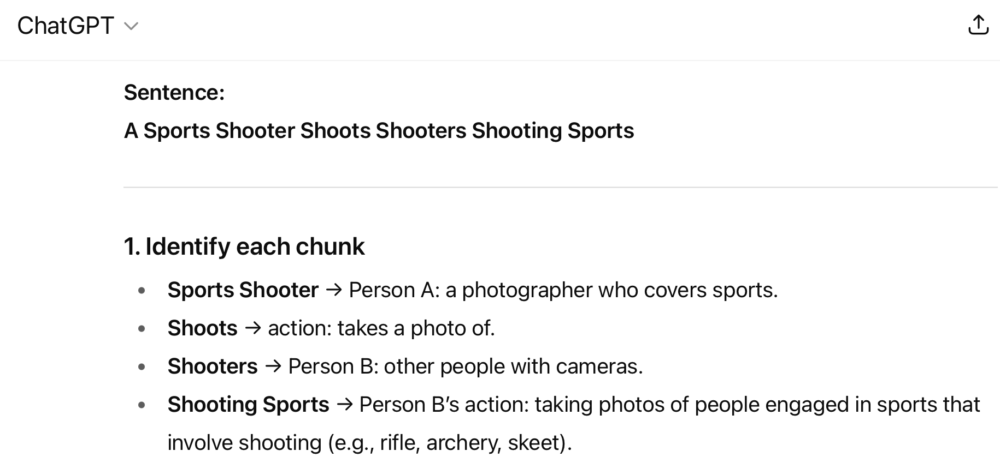 ChatGPT
Sentence:
A Sports Shooter Shoots Shooters Shooting Sports
1. Identify each chunk
• Sports Shooter → Person A: a photographer who covers sports.
• Shoots → action: takes a photo of.
• Shooters → Person B: other people with cameras.
• Shooting Sports → Person B’s action: taking photos of people engaged in sports that
involve shooting (e.g., rifle, archery, skeet).